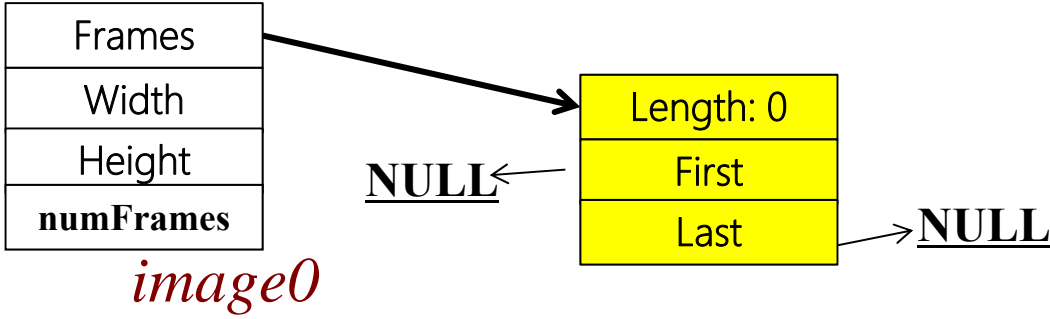 Frames
Width
Height
numFrames
image0
Length: 0
First
Last
NULL
NULL